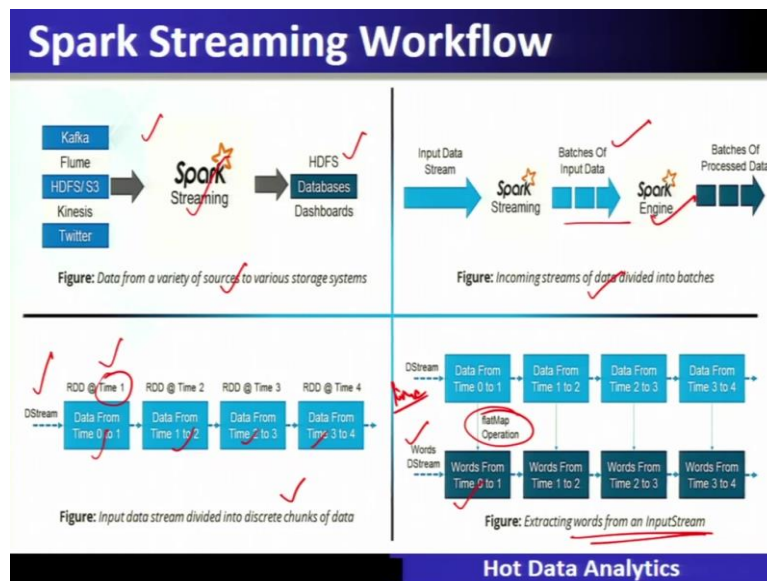 Spark Streaming Workflow
Kafka
Flume
HDFS/ S3
Kinesis
Twitter
Spark
Streaming
HDFS
Databases
Dashboards
Figure: Data from a variety of sources to various storage systems
Input Data
Stream
Spark
Streaming
Batches Of
Input Data
Spark
Engine
Batches Of
Processed Data
Figure: Incoming streams of data divided into batches
RDD @ Time 1
RDD @ Time 2
RDD @ Time 3
RDD @ Time 4
DStream
Data From
Time 0 to 1
Data From
Time 1 to 2
Data From
Time 2 to 3
Data From
Time 3 to 4
Figure: Input data stream divided into discrete chunks of data
DStream
Data From
Time 0 to 1
Data From
Time 1 to 2
Data From
Time 2 to 3
Data From
Time 3 to 4
flatMap
Operation
Words
DStream
Words From
Time 0 to 1
Words From
Time 1 to 2
Words From
Time 2 to 3
Words From
Time 3 to 4
Figure: Extracting words from an InputStream
Hot Data Analytics